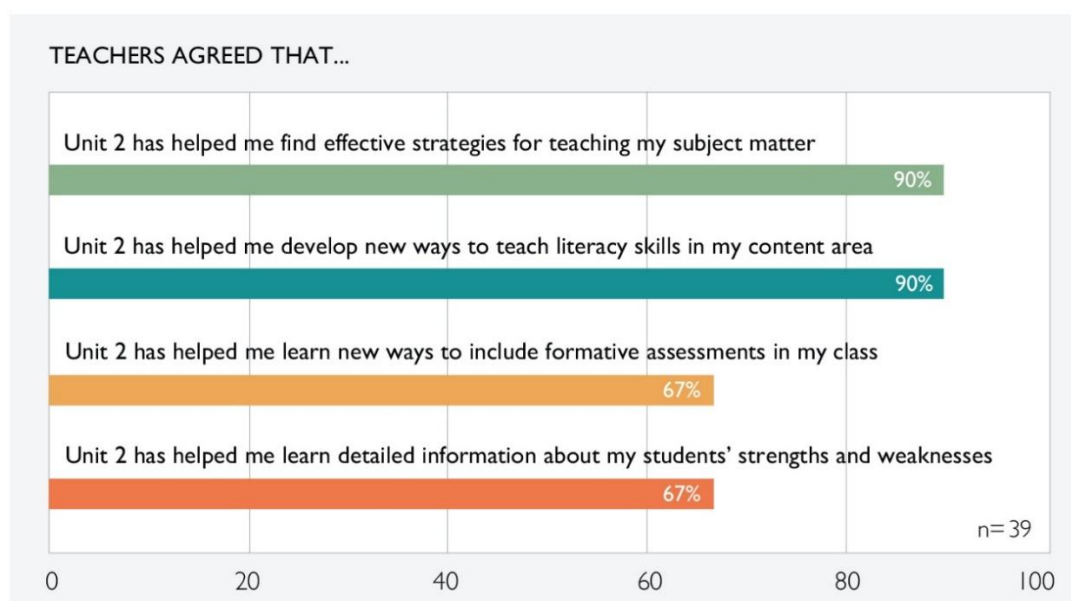 TEACHERS AGREED THAT...
Unit 2 has helped me find effective strategies for teaching my subject matter
90%
Unit 2 has helped me develop new ways to teach literacy skills in my content area
90%
Unit 2 has helped me learn new ways to include formative assessments in my class
67%
Unit 2 has helped me learn detailed information about my students’ strengths and weaknesses
67%
n= 39
0 20 40 60 80 100